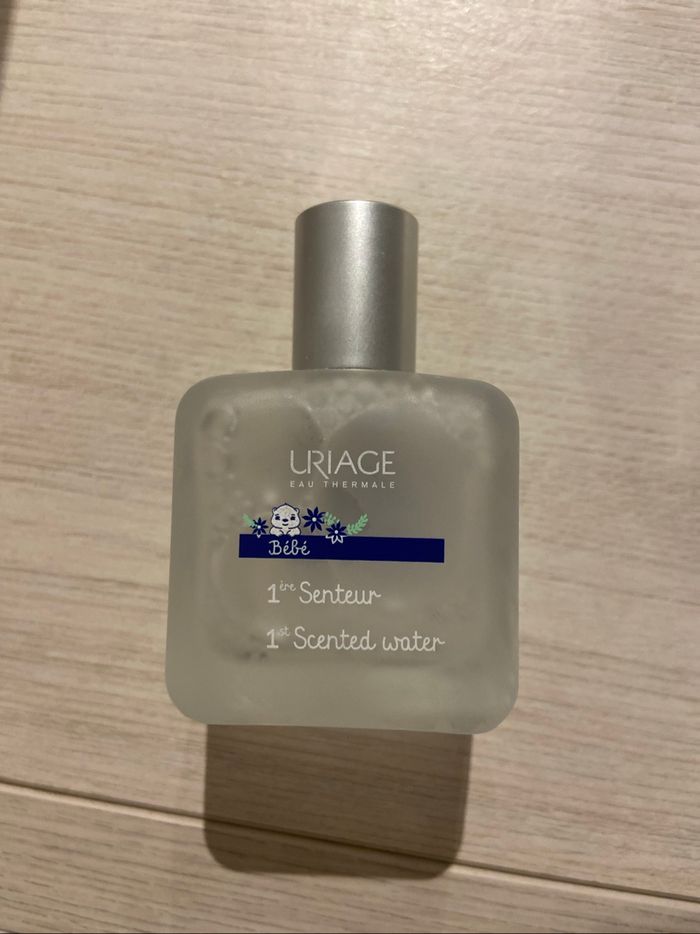 URIAGE
EAU THERMALE
Bébé
1ère Senteur
1st Scented water